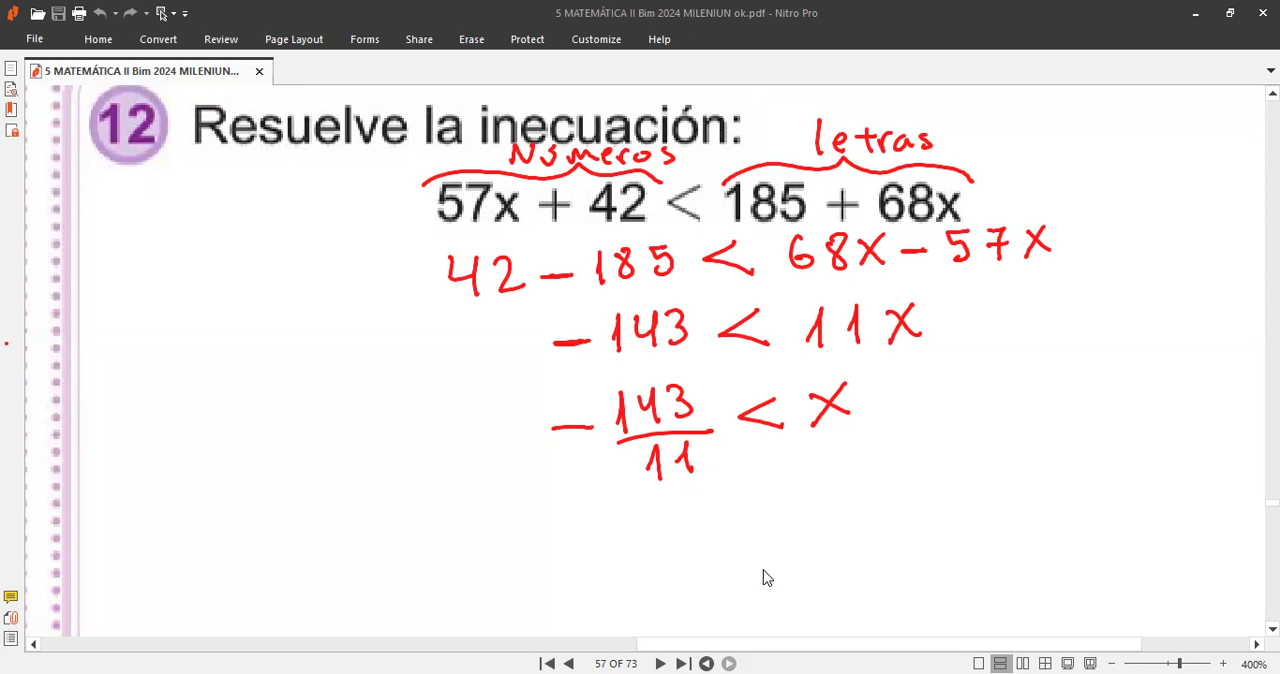 5 MATEMÁTICA II Bim 2024 MILENIUN ok.pdf - Nitro Pro
File Home Convert Review Page Layout Forms Share Erase Protect Customize Help
5 MATEMÁTICA II Bim 2024 MILENIUN...
12 Resuelve la inecuación:
Números letras
57x + 42 < 185 + 68x
42 - 185 < 68x - 57x
- 143 < 11x
- 143/11 < x
57 OF 73
400%